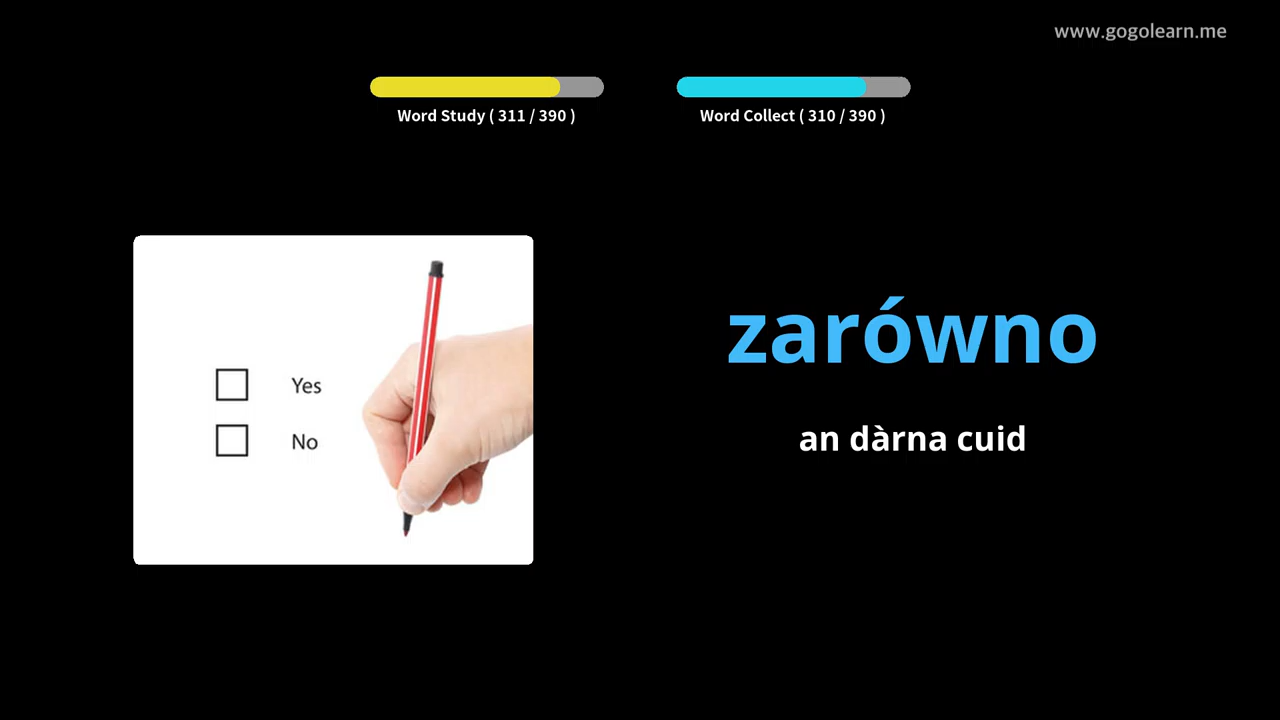 www.gogolearn.me
Word Study ( 311 / 390 )
Word Collect ( 310 / 390 )
Yes
No
zarówno
an dàrna cuid